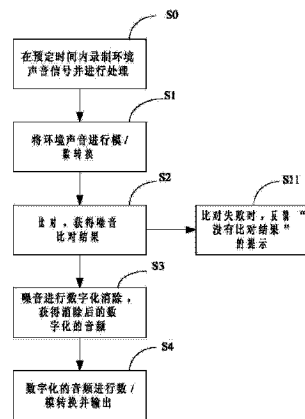 S0
在预定时间内录制环境
声音信号并进行处理
S1
将环境声音进行模/
数转换
S2
比对，获得噪音
比对结果
S11
比对失败时，反馈“
没有比对结果”
的提示
S3
噪音进行数字化消除，
获得消除后的数
字化的音频
S4
数字化的音频进行数/
模转换并输出